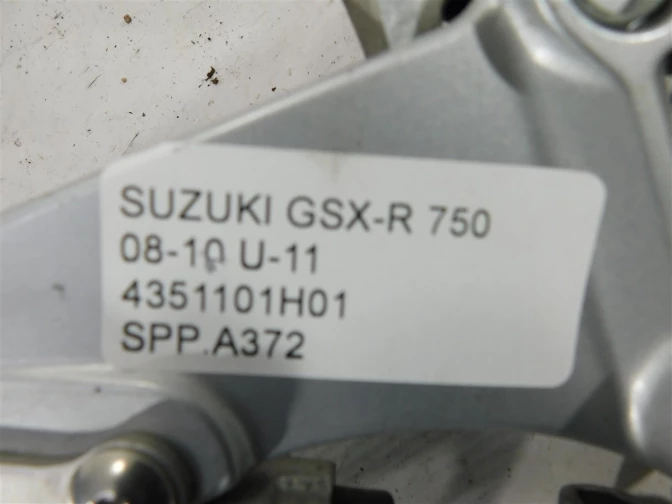 SUZUKI GSX-R 750
08-10 U-11
4351101H01
SPP.A372